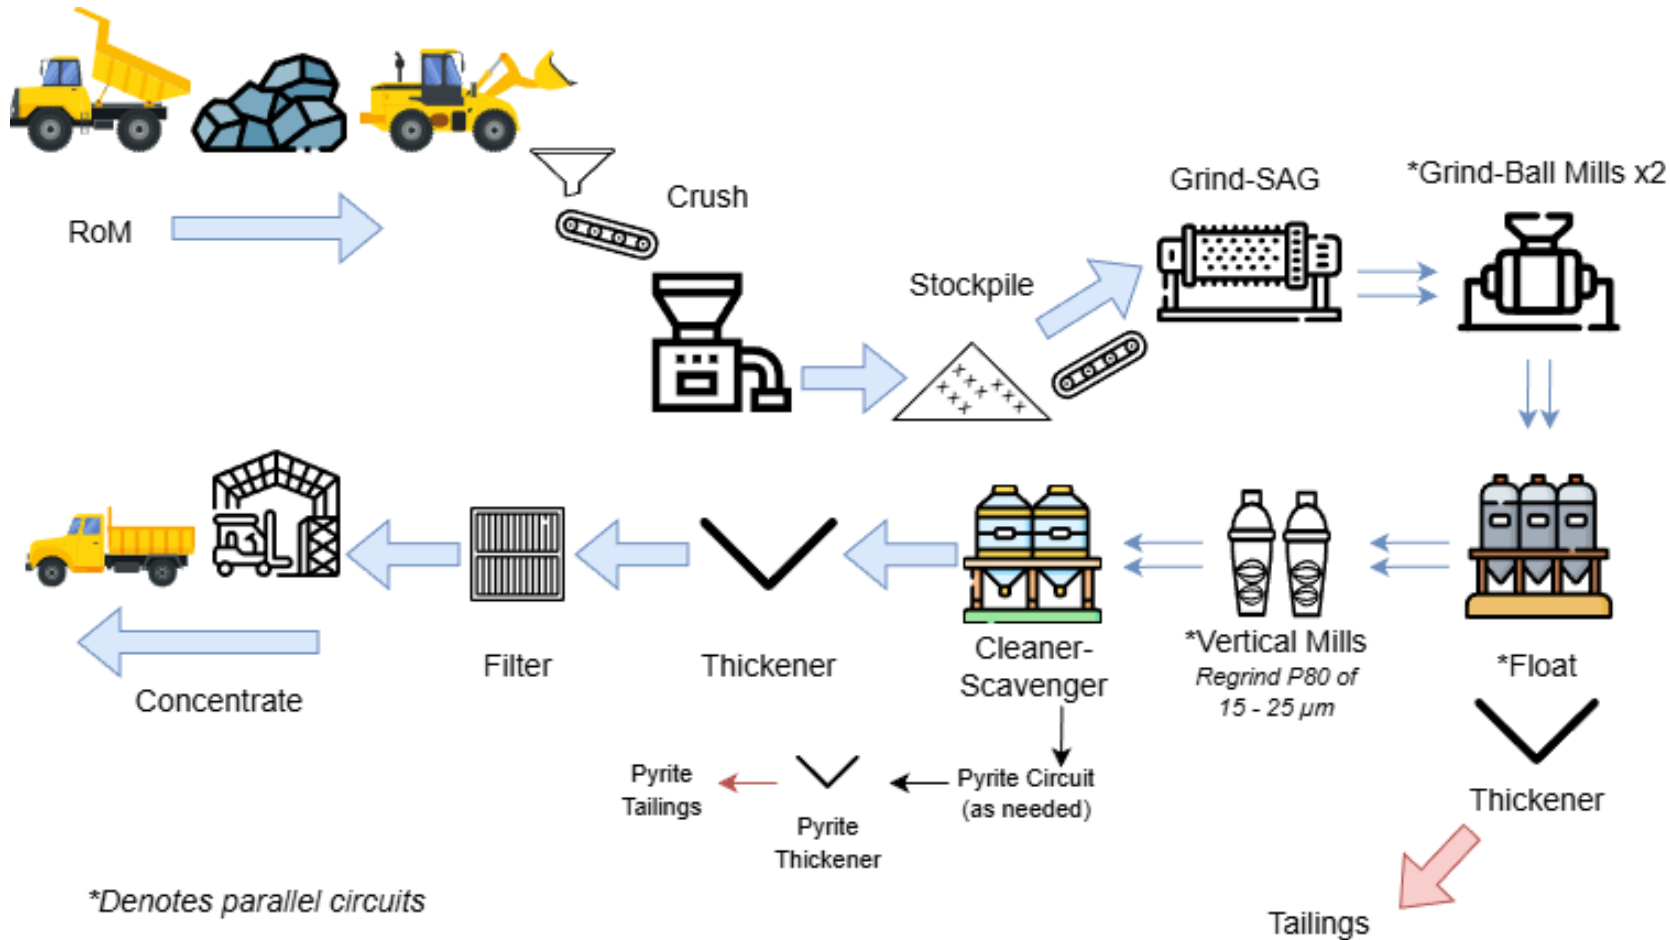 RoM
Crush
Stockpile
Grind-SAG
*Grind-Ball Mills x2
*Float
Thickener
Tailings
*Vertical Mills
Regrind P80 of
15 - 25 µm
Cleaner-
Scavenger
Pyrite Circuit
(as needed)
Pyrite
Thickener
Pyrite
Tailings
Thickener
Filter
Concentrate
*Denotes parallel circuits